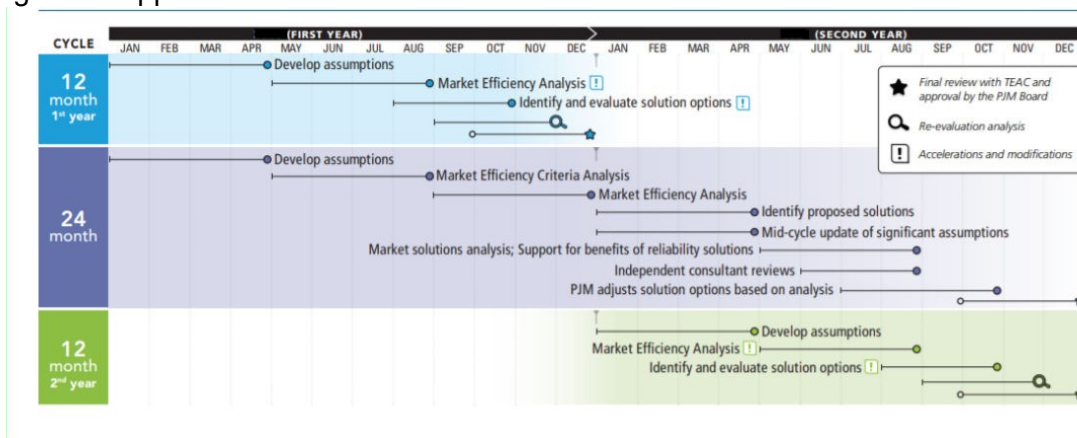 (FIRST YEAR)
(SECOND YEAR)
CYCLE
JAN FEB MAR APR MAY JUN JUL AUG SEP OCT NOV DEC JAN FEB MAR APR MAY JUN JUL AUG SEP OCT NOV DEC
12
month
1st year
Develop assumptions
Market Efficiency Analysis !
Identify and evaluate solution options !
Final review with TEAC and
approval by the PJM Board
Re-evaluation analysis
! Accelerations and modifications
24
month
Develop assumptions
Market Efficiency Criteria Analysis
Market Efficiency Analysis
Identify proposed solutions
Mid-cycle update of significant assumptions
Market solutions analysis; Support for benefits of reliability solutions
Independent consultant reviews
PJM adjusts solution options based on analysis
12
month
2nd year
Develop assumptions
Market Efficiency Analysis !
Identify and evaluate solution options !